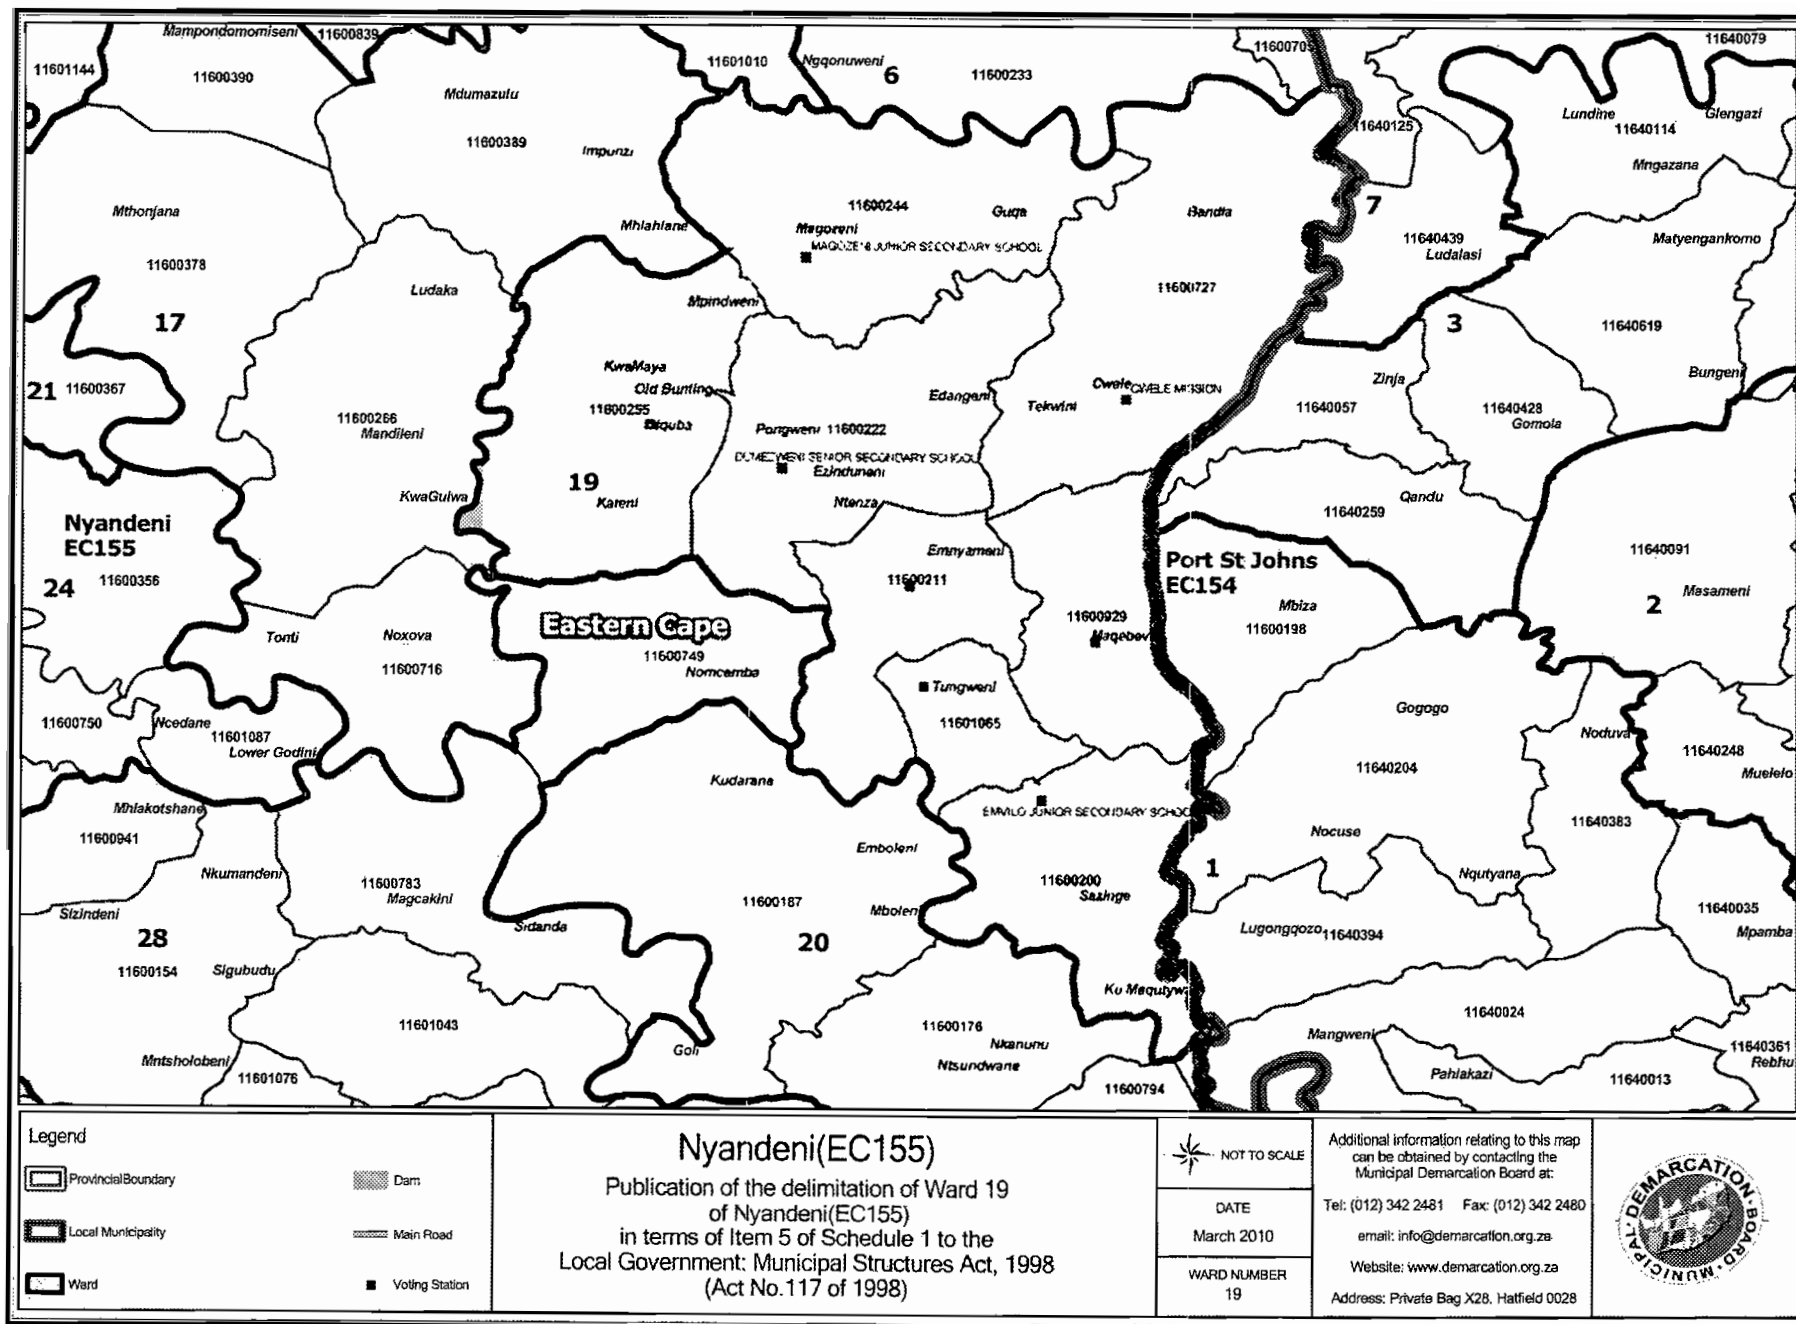 Mampondomomiseni
11600839
11601144
11600390
11601010
Ngqonuweni
6
11600233
11600709
11640079
Mdumazulu
11600389
Impunzi
11640125
Lundine
11640114
Glengazi
Mngazana
Mthonjana
11600378
17
Mhlahlane
11600244
Guqa
Magozeni
MAGOZENI JUNIOR SECONDARY SCHOOL
Bandla
7
11640439
Ludalasi
Matyengankomo
Ludaka
Mpindweni
11600727
3
11640619
21
11600367
KwaMaya
Old Bunting
11600255
Edangeni
Tekwini
Cwele
GWELE MISSION
Zinja
11640057
11640428
Gomola
Bungeni
11600266
Mandileni
Pongweni
11600222
DUMEZWENI SENIOR SECONDARY SCHOOL
Ezinduneni
KwaGulwa
19
Kareni
Ntenza
Qandu
11640259
Nyandeni
EC155
24
11600356
Emnyameni
11600211
Port St Johns
EC154
11640091
Masameni
2
Tonti
Noxova
11600716
Eastern Cape
11600749
Nomcamba
11600929
Maqebev
Mbiza
11600198
Tungweni
11601065
Gogogo
11640204
Noduva
11640248
Muelelo
11600750
Ncedane
11601087
Lower Godini
Kudarana
Mhlakotshane
11600941
EMVILO JUNIOR SECONDARY SCHOOL
Nocuse
11640383
Nkumandeni
11600783
Magcakini
Emboleni
11600187
Mboleni
11600200
1
Nqutyana
Sizindeni
28
11600154
Sigubudu
Sidanda
20
Lugongqozo
11640394
11640035
Mpamba
Ku Maqutyw
11601043
11600176
Nkanunu
Ntsundwane
11640024
Mangweni
11640361
Rebhu
Mntsholobeni
11601076
Goli
11600794
Pahlakazi
11640013
Legend
Provincial Boundary
Local Municipality
Ward
Dam
Main Road
Voting Station
Nyandeni(EC155)
Publication of the delimitation of Ward 19
of Nyandeni(EC155)
in terms of Item 5 of Schedule 1 to the
Local Government: Municipal Structures Act, 1998
(Act No.117 of 1998)
NOT TO SCALE
DATE
March 2010
WARD NUMBER
19
Additional information relating to this map
can be obtained by contacting the
Municipal Demarcation Board at:
Tel: (012) 342 2481 Fax: (012) 342 2480
email: info@demarcation.org.za
Website: www.demarcation.org.za
Address: Private Bag X28, Hatfield 0028
MUNICIPAL DEMARCATION BOARD